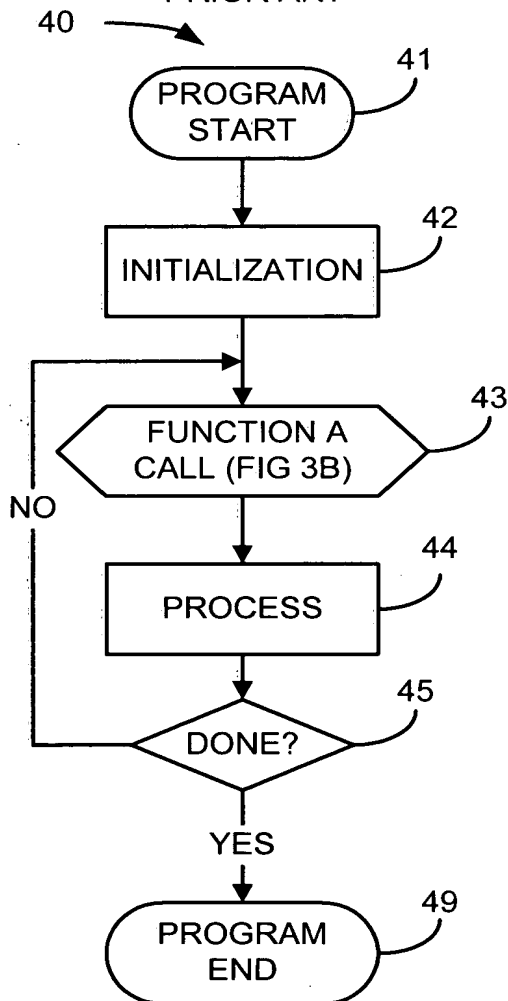 PRIOR ART
40
41
PROGRAM
START
42
INITIALIZATION
43
FUNCTION A
CALL (FIG 3B)
NO
44
PROCESS
45
DONE?
YES
49
PROGRAM
END